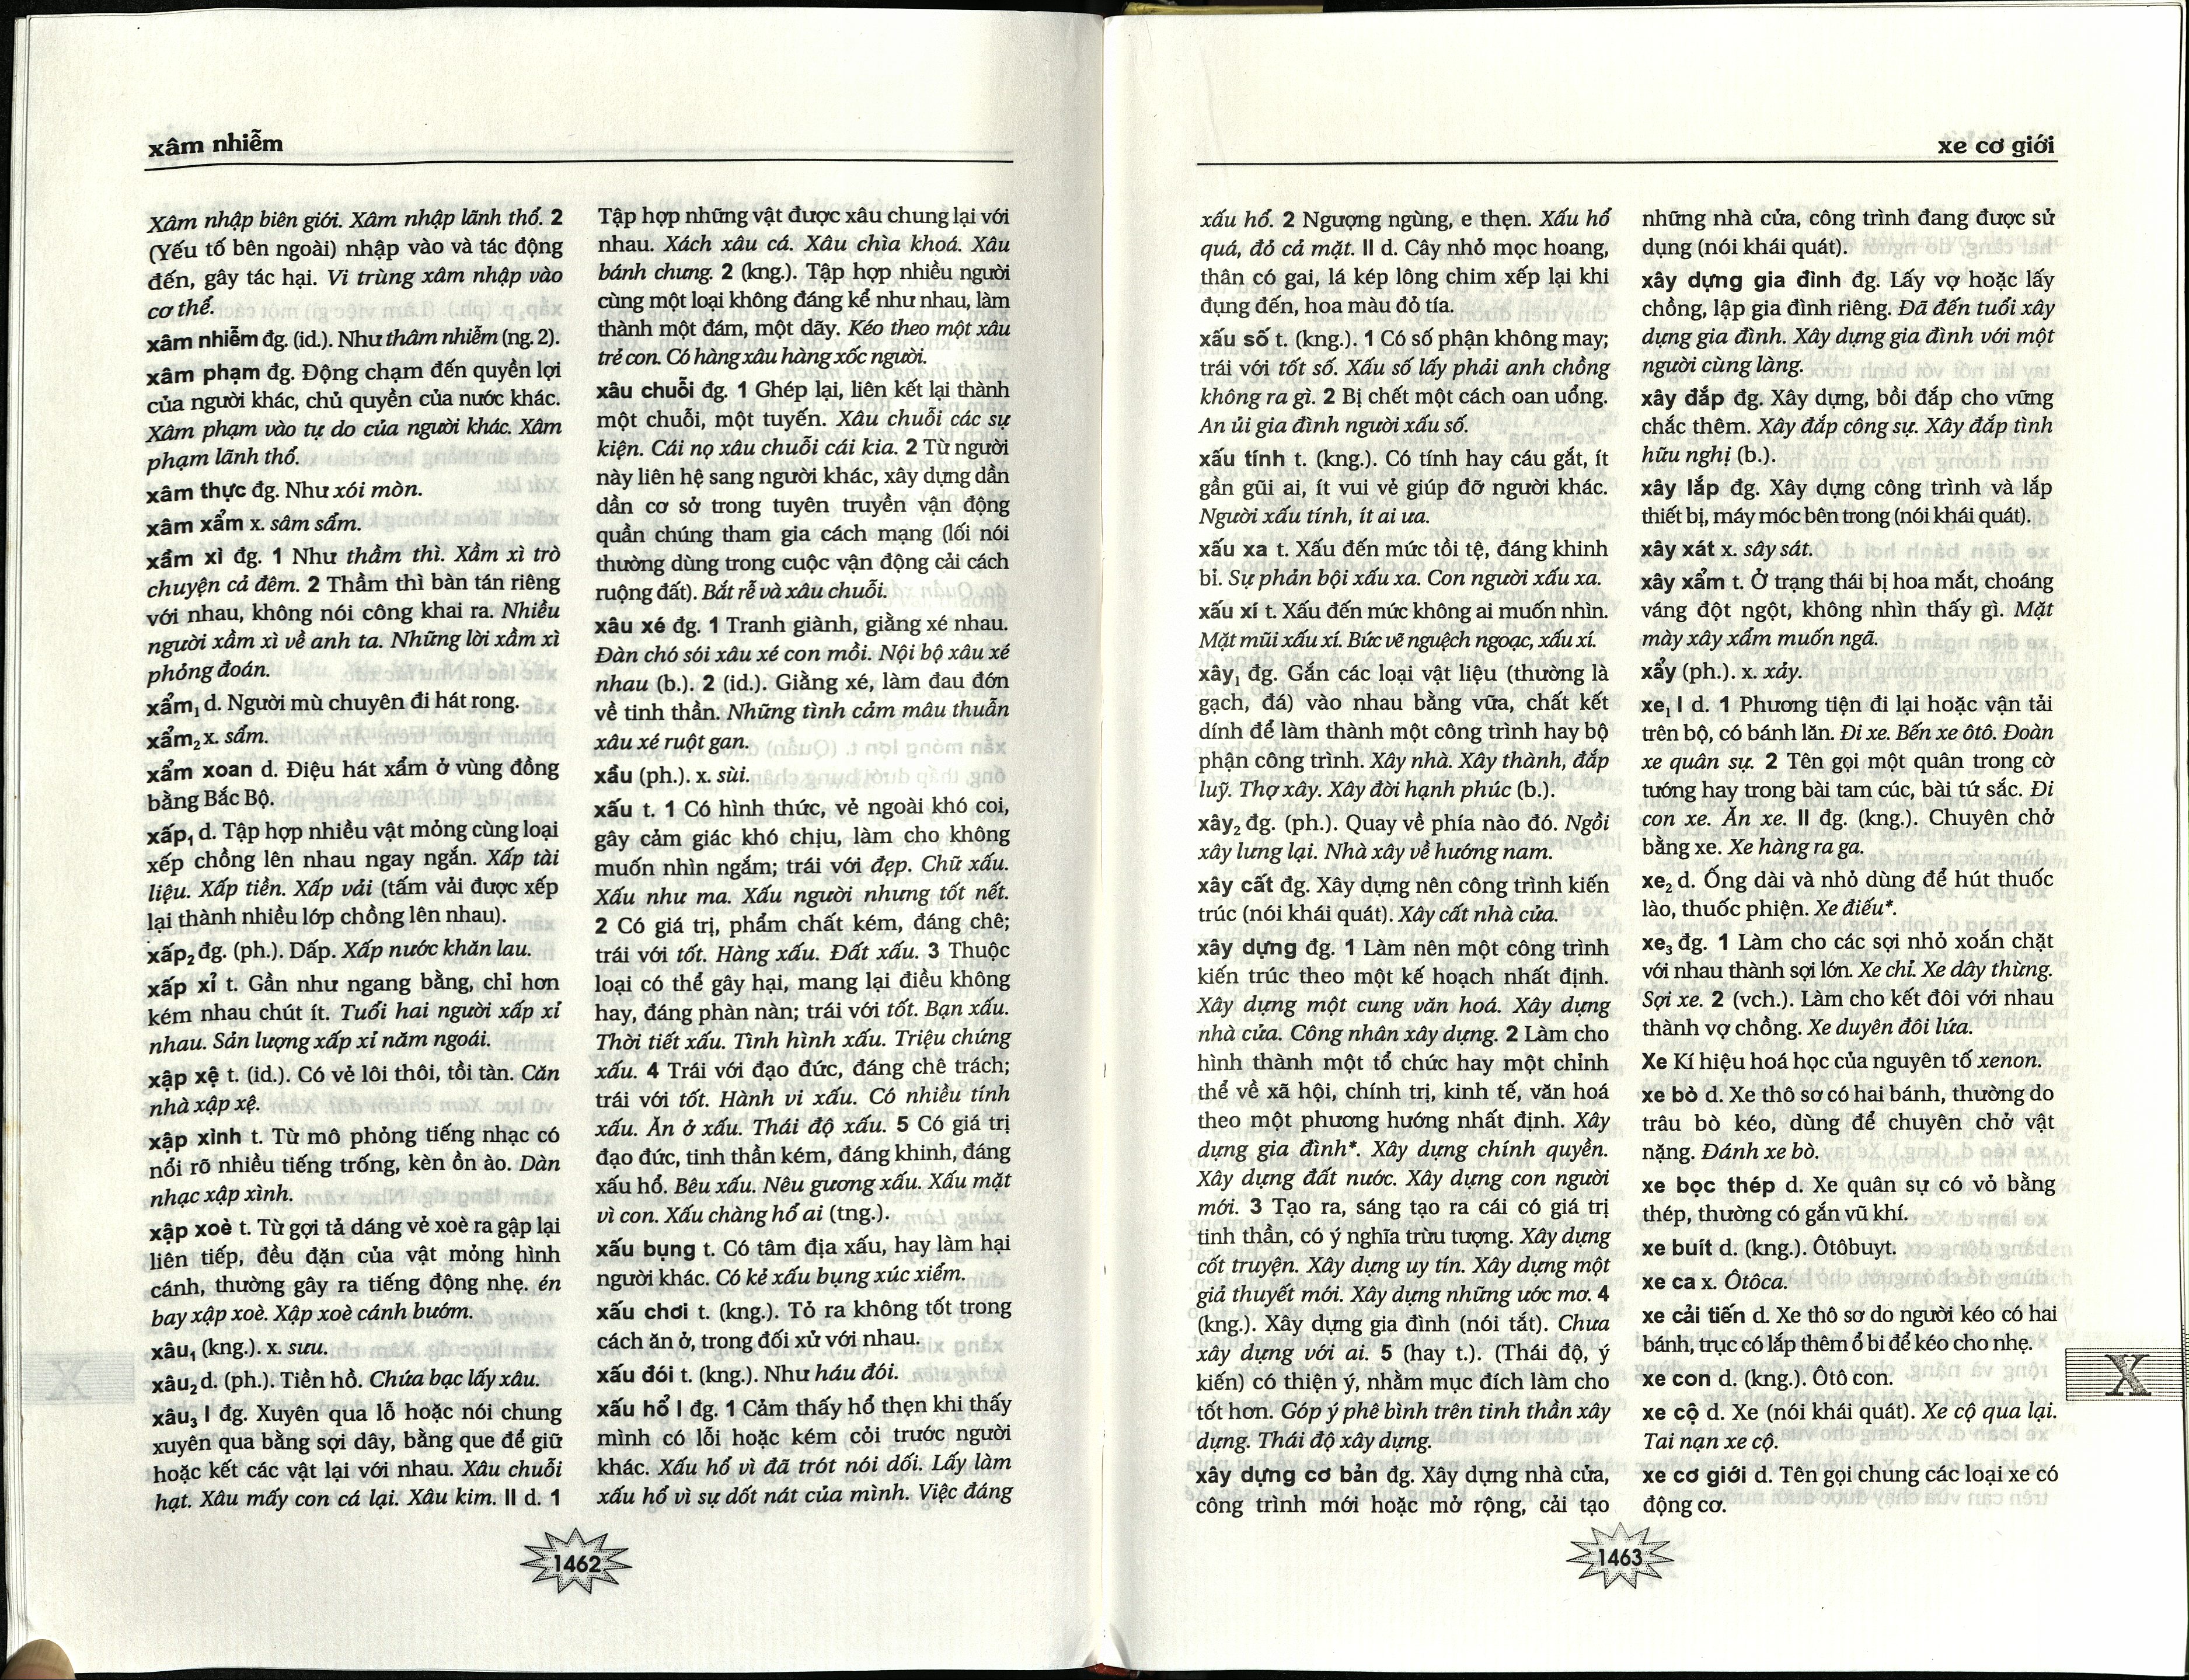 xâm nhiễm
Xâm nhập biên giới. Xâm nhập lãnh thổ. 2
(Yếu tố bên ngoài) nhập vào và tác động
đến, gây tác hại. Vi trùng xâm nhập vào
cơ thể.
xâm nhiễm đg. (id.). Như thâm nhiễm (ng. 2).
xâm phạm đg. Động chạm đến quyền lợi
của người khác, chủ quyền của nước khác.
Xâm phạm vào tự do của người khác. Xâm
phạm lãnh thổ.
xâm thực đg. Như xói mòn.
xâm xẩm x. sâm sẩm.
xầm xì đg. 1 Như thầm thì. Xầm xì trò
chuyện cả đêm. 2 Thầm thì bàn tán riêng
với nhau, không nói công khai ra. Nhiều
người xầm xì về anh ta. Những lời xầm xì
phỏng đoán.
xẩm₁ d. Người mù chuyên đi hát rong.
xẩm₂ x. sẩm.
xẩm xoan d. Điệu hát xẩm ở vùng đồng
bằng Bắc Bộ.
xấp₁ d. Tập hợp nhiều vật mỏng cùng loại
xếp chồng lên nhau ngay ngắn. Xấp tài
liệu. Xấp tiền. Xấp vải (tấm vải được xếp
lại thành nhiều lớp chồng lên nhau).
xấp₂ đg. (ph.). Dấp. Xấp nước khăn lau.
xấp xỉ t. Gần như ngang bằng, chỉ hơn
kém nhau chút ít. Tuổi hai người xấp xỉ
nhau. Sản lượng xấp xỉ năm ngoái.
xập xệ t. (id.). Có vẻ lôi thôi, tồi tàn. Căn
nhà xập xệ.
xập xình t. Từ mô phỏng tiếng nhạc có
nổi rõ nhiều tiếng trống, kèn ồn ào. Dàn
nhạc xập xình.
xập xoè t. Từ gợi tả dáng vẻ xoè ra gập lại
liên tiếp, đều đặn của vật mỏng hình
cánh, thường gây ra tiếng động nhẹ. én
bay xập xoè. Xập xoè cánh bướm.
xâu₁ (kng.). x. sưu.
xâu₂ d. (ph.). Tiền hồ. Chứa bạc lấy xâu.
xâu₃ I đg. Xuyên qua lỗ hoặc nói chung
xuyên qua bằng sợi dây, bằng que để giữ
hoặc kết các vật lại với nhau. Xâu chuỗi
hạt. Xâu mấy con cá lại. Xâu kim. II d. 1
Tập hợp những vật được xâu chung lại với
nhau. Xách xâu cá. Xâu chìa khoá. Xâu
bánh chưng. 2 (kng.). Tập hợp nhiều người
cùng một loại không đáng kể như nhau, làm
thành một đám, một dãy. Kéo theo một xâu
trẻ con. Có hàng xâu hàng xốc người.
xâu chuỗi đg. 1 Ghép lại, liên kết lại thành
một chuỗi, một tuyến. Xâu chuỗi các sự
kiện. Cái nọ xâu chuỗi cái kia. 2 Từ người
này liên hệ sang người khác, xây dựng dần
dần cơ sở trong tuyên truyền vận động
quần chúng tham gia cách mạng (lối nói
thường dùng trong cuộc vận động cải cách
ruộng đất). Bắt rễ và xâu chuỗi.
xâu xé đg. 1 Tranh giành, giằng xé nhau.
Đàn chó sói xâu xé con mồi. Nội bộ xâu xé
nhau (b.). 2 (id.). Giằng xé, làm đau đớn
về tinh thần. Những tình cảm mâu thuẫn
xâu xé ruột gan.
xầu (ph.). x. sùi.
xấu t. 1 Có hình thức, vẻ ngoài khó coi,
gây cảm giác khó chịu, làm cho không
muốn nhìn ngắm; trái với đẹp. Chữ xấu.
Xấu như ma. Xấu người nhưng tốt nết.
2 Có giá trị, phẩm chất kém, đáng chê;
trái với tốt. Hàng xấu. Đất xấu. 3 Thuộc
loại có thể gây hại, mang lại điều không
hay, đáng phàn nàn; trái với tốt. Bạn xấu.
Thời tiết xấu. Tình hình xấu. Triệu chứng
xấu. 4 Trái với đạo đức, đáng chê trách;
trái với tốt. Hành vi xấu. Có nhiều tính
xấu. Ăn ở xấu. Thái độ xấu. 5 Có giá trị
đạo đức, tinh thần kém, đáng khinh, đáng
xấu hổ. Bêu xấu. Nêu gương xấu. Xấu mặt
vì con. Xấu chàng hổ ai (tng.).
xấu bụng t. Có tâm địa xấu, hay làm hại
người khác. Có kẻ xấu bụng xúc xiểm.
xấu chơi t. (kng.). Tỏ ra không tốt trong
cách ăn ở, trong đối xử với nhau.
xấu đói t. (kng.). Như háu đói.
xấu hổ I đg. 1 Cảm thấy hổ thẹn khi thấy
mình có lỗi hoặc kém cỏi trước người
khác. Xấu hổ vì đã trót nói dối. Lấy làm
xấu hổ vì sự dốt nát của mình. Việc đáng
1462
xe cơ giới
xấu hổ. 2 Ngượng ngùng, e thẹn. Xấu hổ
quá, đỏ cả mặt. II d. Cây nhỏ mọc hoang,
thân có gai, lá kép lông chim xếp lại khi
đụng đến, hoa màu đỏ tía.
xấu số t. (kng.). 1 Có số phận không may;
trái với tốt số. Xấu số lấy phải anh chồng
không ra gì. 2 Bị chết một cách oan uổng.
An ủi gia đình người xấu số.
xấu tính t. (kng.). Có tính hay cáu gắt, ít
gần gũi ai, ít vui vẻ giúp đỡ người khác.
Người xấu tính, ít ai ưa.
xấu xa t. Xấu đến mức tồi tệ, đáng khinh
bỉ. Sự phản bội xấu xa. Con người xấu xa.
xấu xí t. Xấu đến mức không ai muốn nhìn.
Mặt mũi xấu xí. Bức vẽ nguệch ngoạc, xấu xí.
xây₁ đg. Gắn các loại vật liệu (thường là
gạch, đá) vào nhau bằng vữa, chất kết
dính để làm thành một công trình hay bộ
phận công trình. Xây nhà. Xây thành, đắp
luỹ. Thợ xây. Xây đời hạnh phúc (b.).
xây₂ đg. (ph.). Quay về phía nào đó. Ngồi
xây lưng lại. Nhà xây về hướng nam.
xây cất đg. Xây dựng nên công trình kiến
trúc (nói khái quát). Xây cất nhà cửa.
xây dựng đg. 1 Làm nên một công trình
kiến trúc theo một kế hoạch nhất định.
Xây dựng một cung văn hoá. Xây dựng
nhà cửa. Công nhân xây dựng. 2 Làm cho
hình thành một tổ chức hay một chỉnh
thể về xã hội, chính trị, kinh tế, văn hoá
theo một phương hướng nhất định. Xây
dựng gia đình*. Xây dựng chính quyền.
Xây dựng đất nước. Xây dựng con người
mới. 3 Tạo ra, sáng tạo ra cái có giá trị
tinh thần, có ý nghĩa trừu tượng. Xây dựng
cốt truyện. Xây dựng uy tín. Xây dựng một
giả thuyết mới. Xây dựng những ước mơ. 4
(kng.). Xây dựng gia đình (nói tắt). Chưa
xây dựng với ai. 5 (hay t.). (Thái độ, ý
kiến) có thiện ý, nhằm mục đích làm cho
tốt hơn. Góp ý phê bình trên tinh thần xây
dựng. Thái độ xây dựng.
xây dựng cơ bản đg. Xây dựng nhà cửa,
công trình mới hoặc mở rộng, cải tạo
những nhà cửa, công trình đang được sử
dụng (nói khái quát).
xây dựng gia đình đg. Lấy vợ hoặc lấy
chồng, lập gia đình riêng. Đã đến tuổi xây
dựng gia đình. Xây dựng gia đình với một
người cùng làng.
xây đắp đg. Xây dựng, bồi đắp cho vững
chắc thêm. Xây đắp công sự. Xây đắp tình
hữu nghị (b.).
xây lắp đg. Xây dựng công trình và lắp
thiết bị, máy móc bên trong (nói khái quát).
xây xát x. sây sát.
xây xẩm t. Ở trạng thái bị hoa mắt, choáng
váng đột ngột, không nhìn thấy gì. Mặt
mày xây xẩm muốn ngã.
xẩy (ph.). x. xảy.
xe₁ I d. 1 Phương tiện đi lại hoặc vận tải
trên bộ, có bánh lăn. Đi xe. Bến xe ôtô. Đoàn
xe quân sự. 2 Tên gọi một quân trong cờ
tướng hay trong bài tam cúc, bài tứ sắc. Đi
con xe. Ăn xe. II đg. (kng.). Chuyên chở
bằng xe. Xe hàng ra ga.
xe₂ d. Ống dài và nhỏ dùng để hút thuốc
lào, thuốc phiện. Xe điếu*.
xe₃ đg. 1 Làm cho các sợi nhỏ xoắn chặt
với nhau thành sợi lớn. Xe chỉ. Xe dây thừng.
Sợi xe. 2 (vch.). Làm cho kết đôi với nhau
thành vợ chồng. Xe duyên đôi lứa.
Xe Kí hiệu hoá học của nguyên tố xenon.
xe bò d. Xe thô sơ có hai bánh, thường do
trâu bò kéo, dùng để chuyên chở vật
nặng. Đánh xe bò.
xe bọc thép d. Xe quân sự có vỏ bằng
thép, thường có gắn vũ khí.
xe buít d. (kng.). Ôtôbuyt.
xe ca x. Ôtôca.
xe cải tiến d. Xe thô sơ do người kéo có hai
bánh, trục có lắp thêm ổ bi để kéo cho nhẹ.
xe con d. (kng.). Ôtô con.
xe cộ d. Xe (nói khái quát). Xe cộ qua lại.
Tai nạn xe cộ.
xe cơ giới d. Tên gọi chung các loại xe có
động cơ.
X
1463